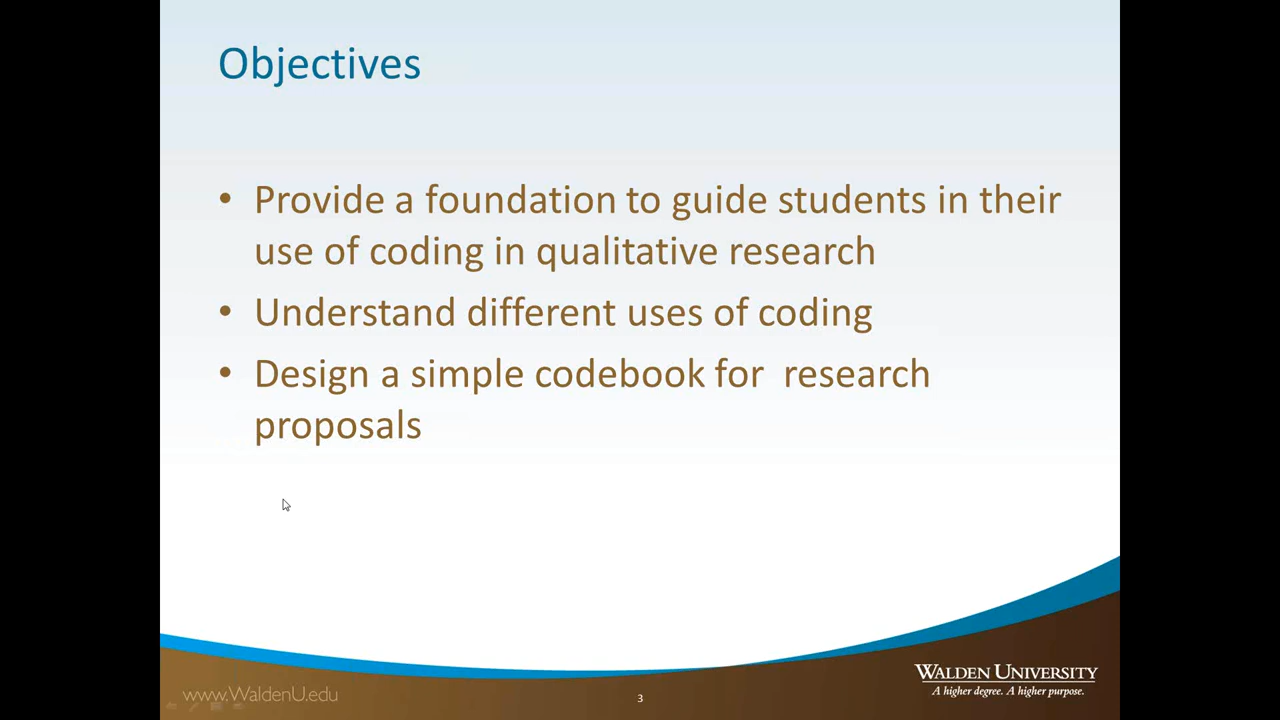 Objectives
• Provide a foundation to guide students in their
use of coding in qualitative research
• Understand different uses of coding
• Design a simple codebook for  research
proposals
www.WaldenU.edu
3
WALDEN UNIVERSITY
A higher degree. A higher purpose.